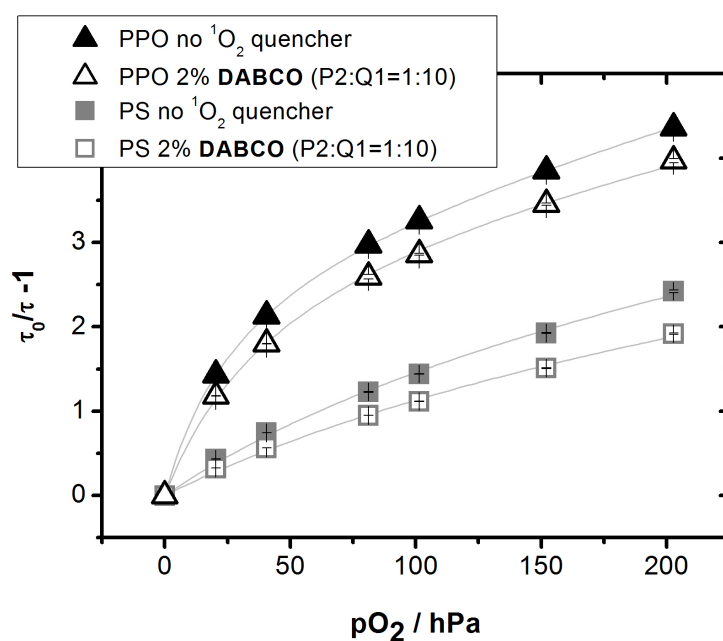 PPO no ¹O₂ quencher
PPO 2% DABCO (P2:Q1=1:10)
PS no ¹O₂ quencher
PS 2% DABCO (P2:Q1=1:10)
3
2
1
0
τ₀/τ -1
0 50 100 150 200
pO₂ / hPa